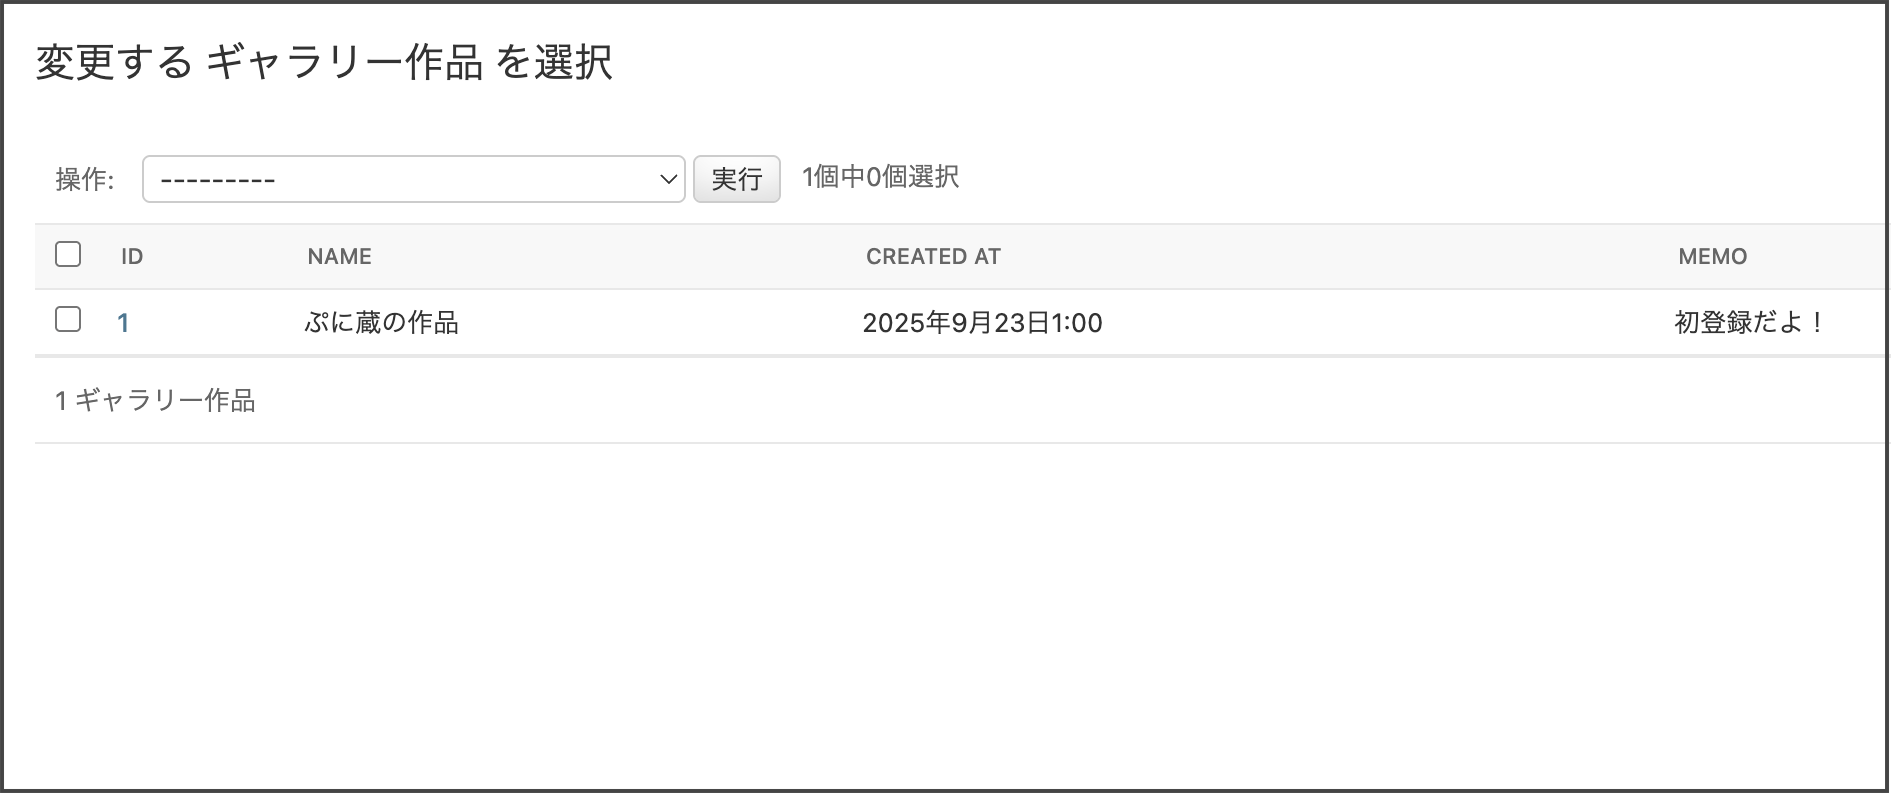 変更する ギャラリー作品 を選択
操作: --------- 実行 1個中0個選択
ID NAME CREATED AT MEMO
1 ぷに蔵の作品 2025年9月23日1:00 初登録だよ！
1 ギャラリー作品